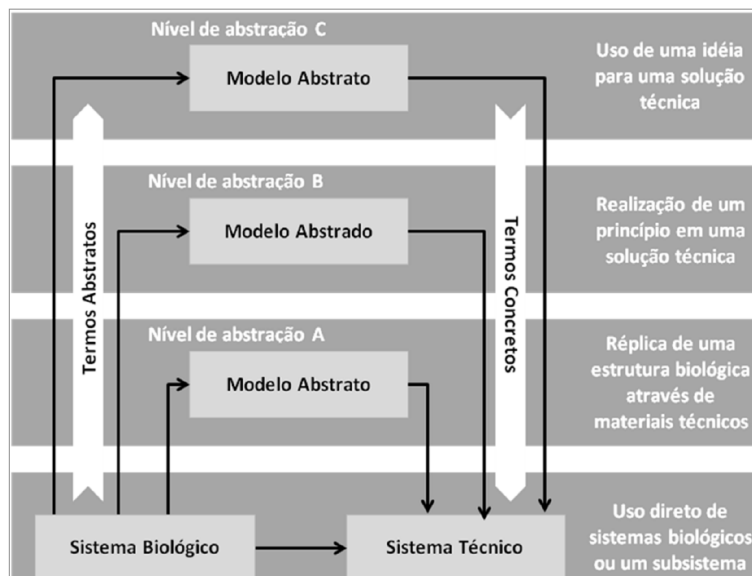 Nível de abstração C
Modelo Abstrato
Uso de uma idéia
para uma solução
técnica
Nível de abstração B
Modelo Abstrado
Realização de um
princípio em uma
solução técnica
Termos Abstratos
Termos Concretos
Nível de abstração A
Modelo Abstrato
Réplica de uma
estrutura biológica
através de
materiais técnicos
Sistema Biológico
Sistema Técnico
Uso direto de
sistemas biológicos
ou um subsistema